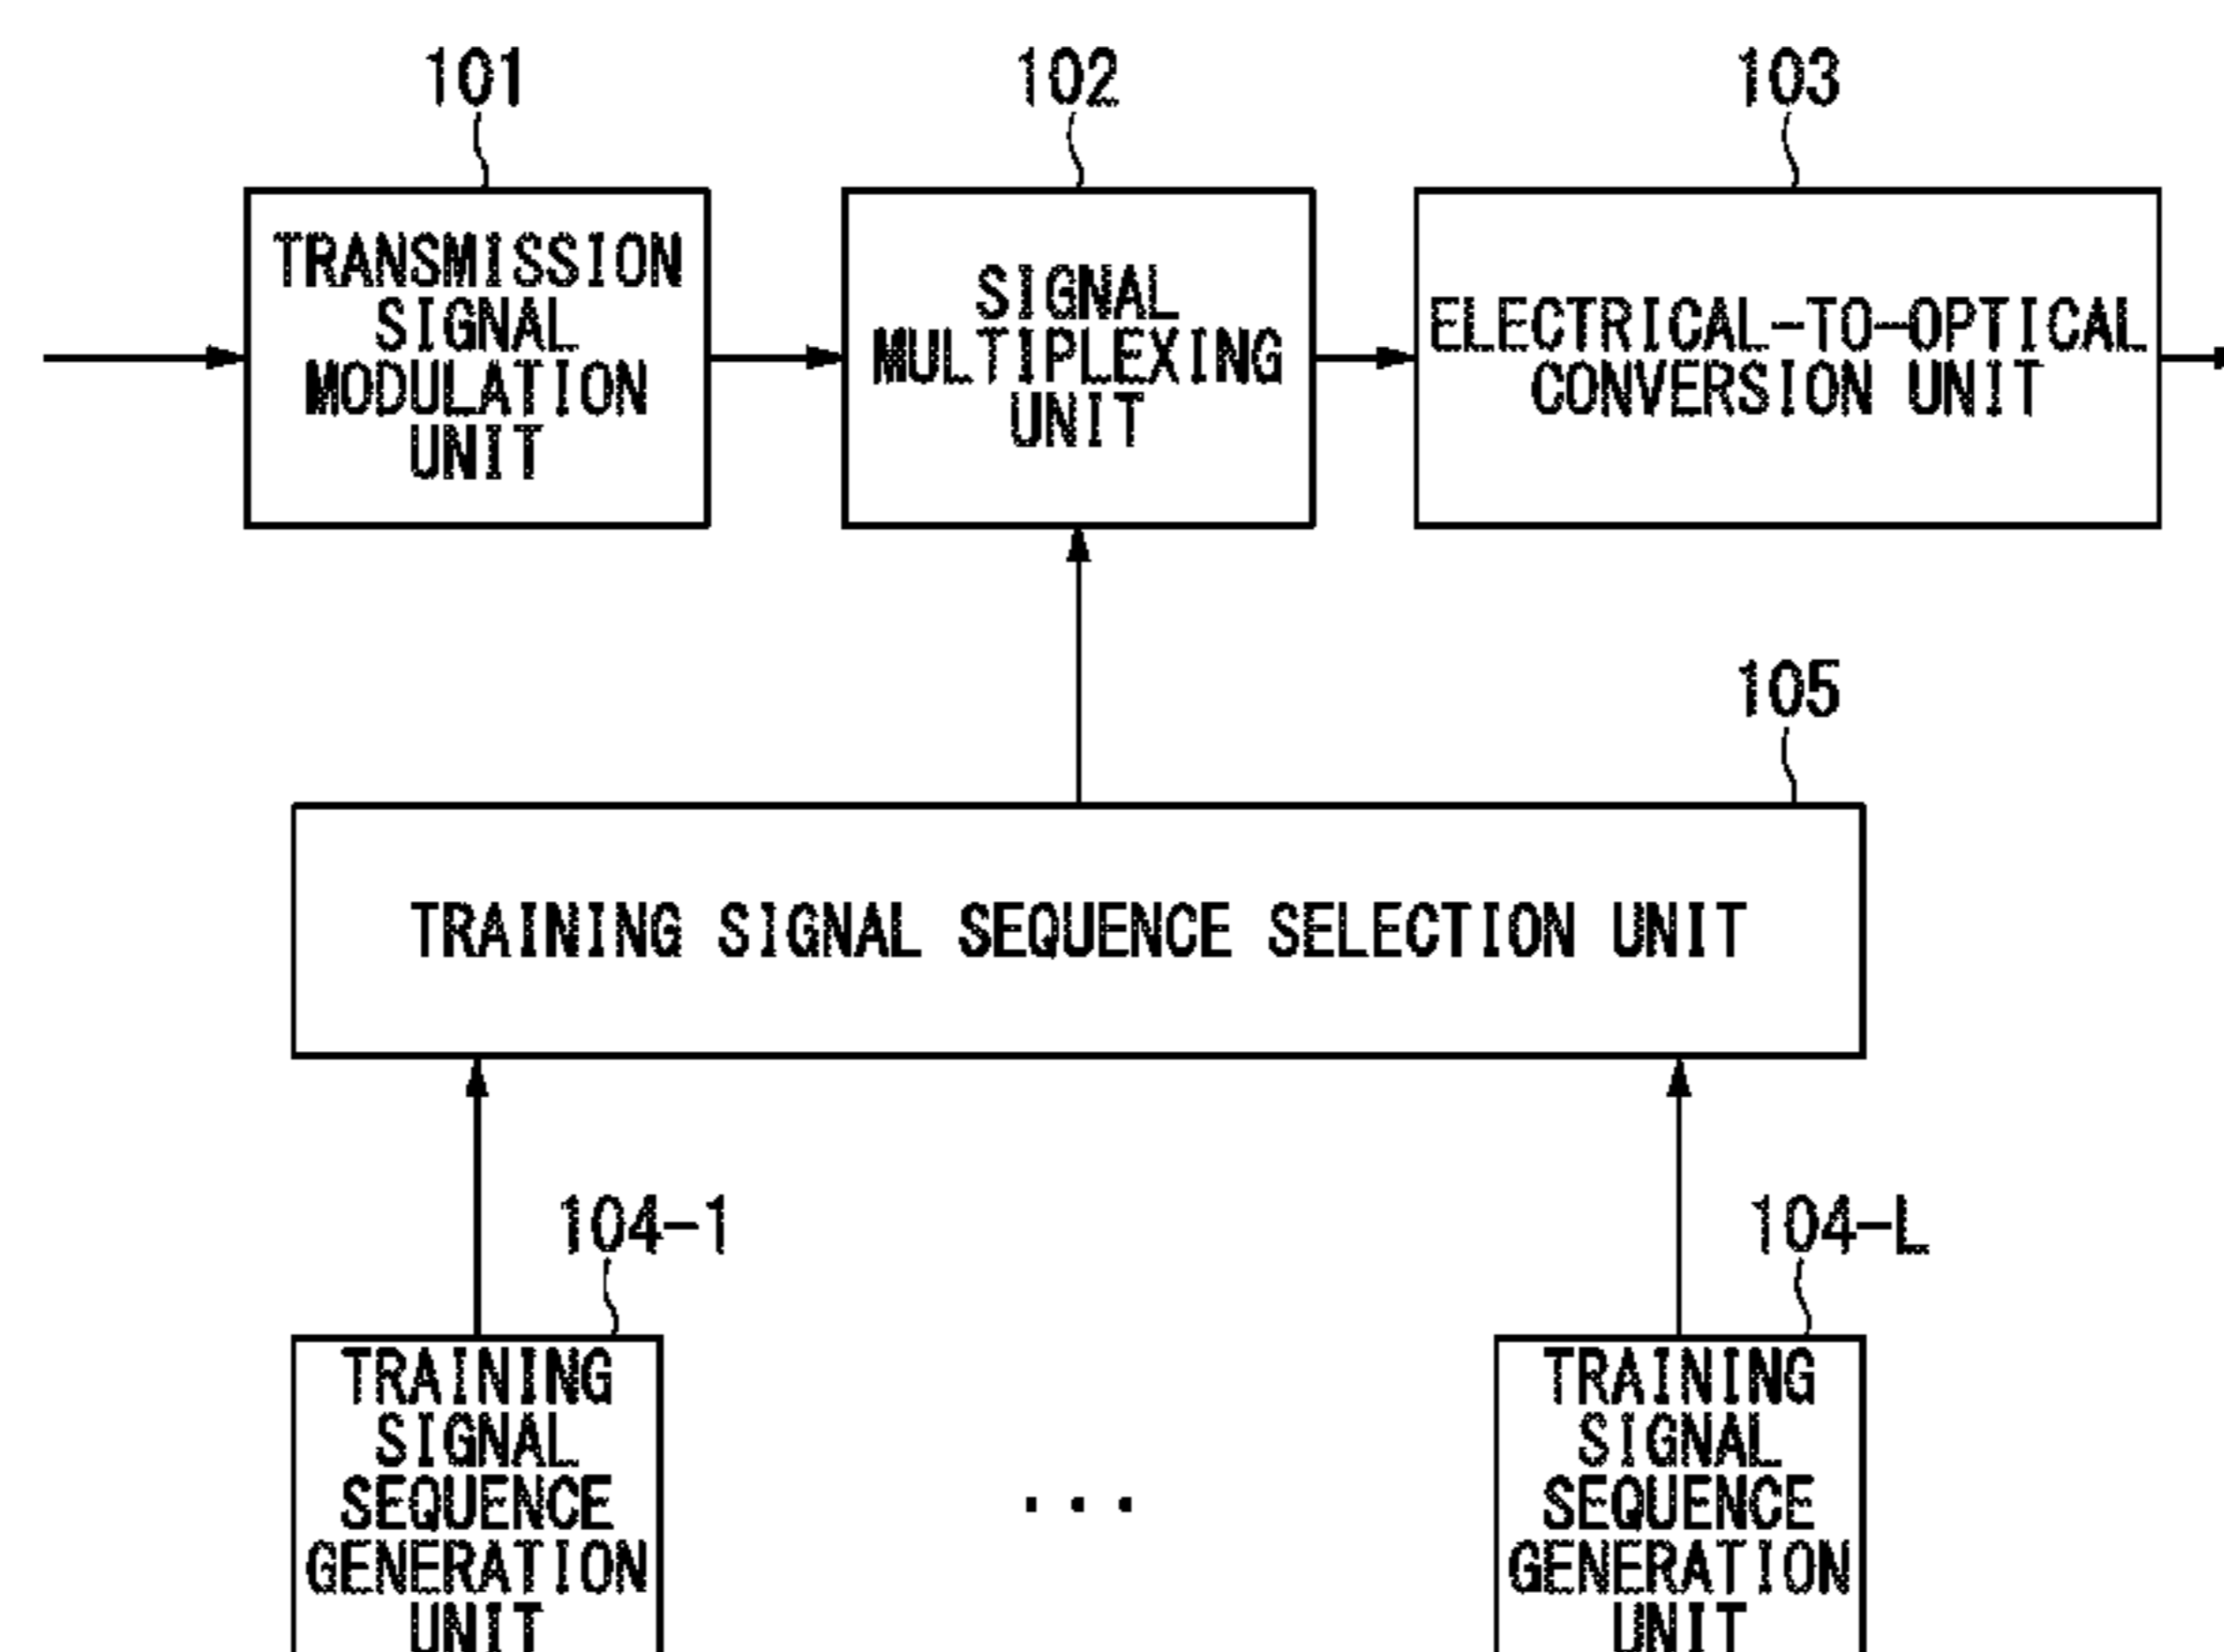 101
102
103
TRANSMISSION
SIGNAL
MODULATION
UNIT
SIGNAL
MULTIPLEXING
UNIT
ELECTRICAL-TO-OPTICAL
CONVERSION UNIT
105
TRAINING SIGNAL SEQUENCE SELECTION UNIT
104-1
104-L
TRAINING
SIGNAL
SEQUENCE
GENERATION
UNIT
...
TRAINING
SIGNAL
SEQUENCE
GENERATION
UNIT